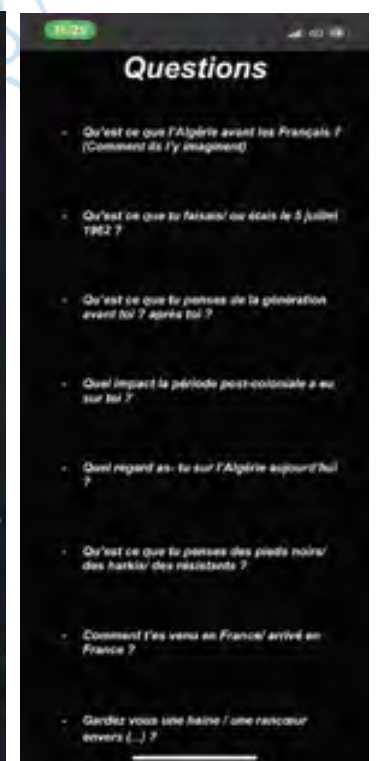 Questions
- Qu'est ce que l'Algérie avant les Français ?
(Comment ils l'y imaginent)
- Qu'est ce que tu faisais/ ou étais le 5 juillet
1962 ?
- Qu'est ce que tu penses de la génération
avant toi ? après toi ?
- Quel impact la période post-coloniale a eu
sur toi ?
- Quel regard as- tu sur l'Algérie aujourd'hui
?
- Qu'est ce que tu penses des pieds noirs/
des harkis/ des résistants ?
- Comment t'es venu en France/ arrivé en
France ?
- Gardez vous une haine / une rancœur
envers (...) ?